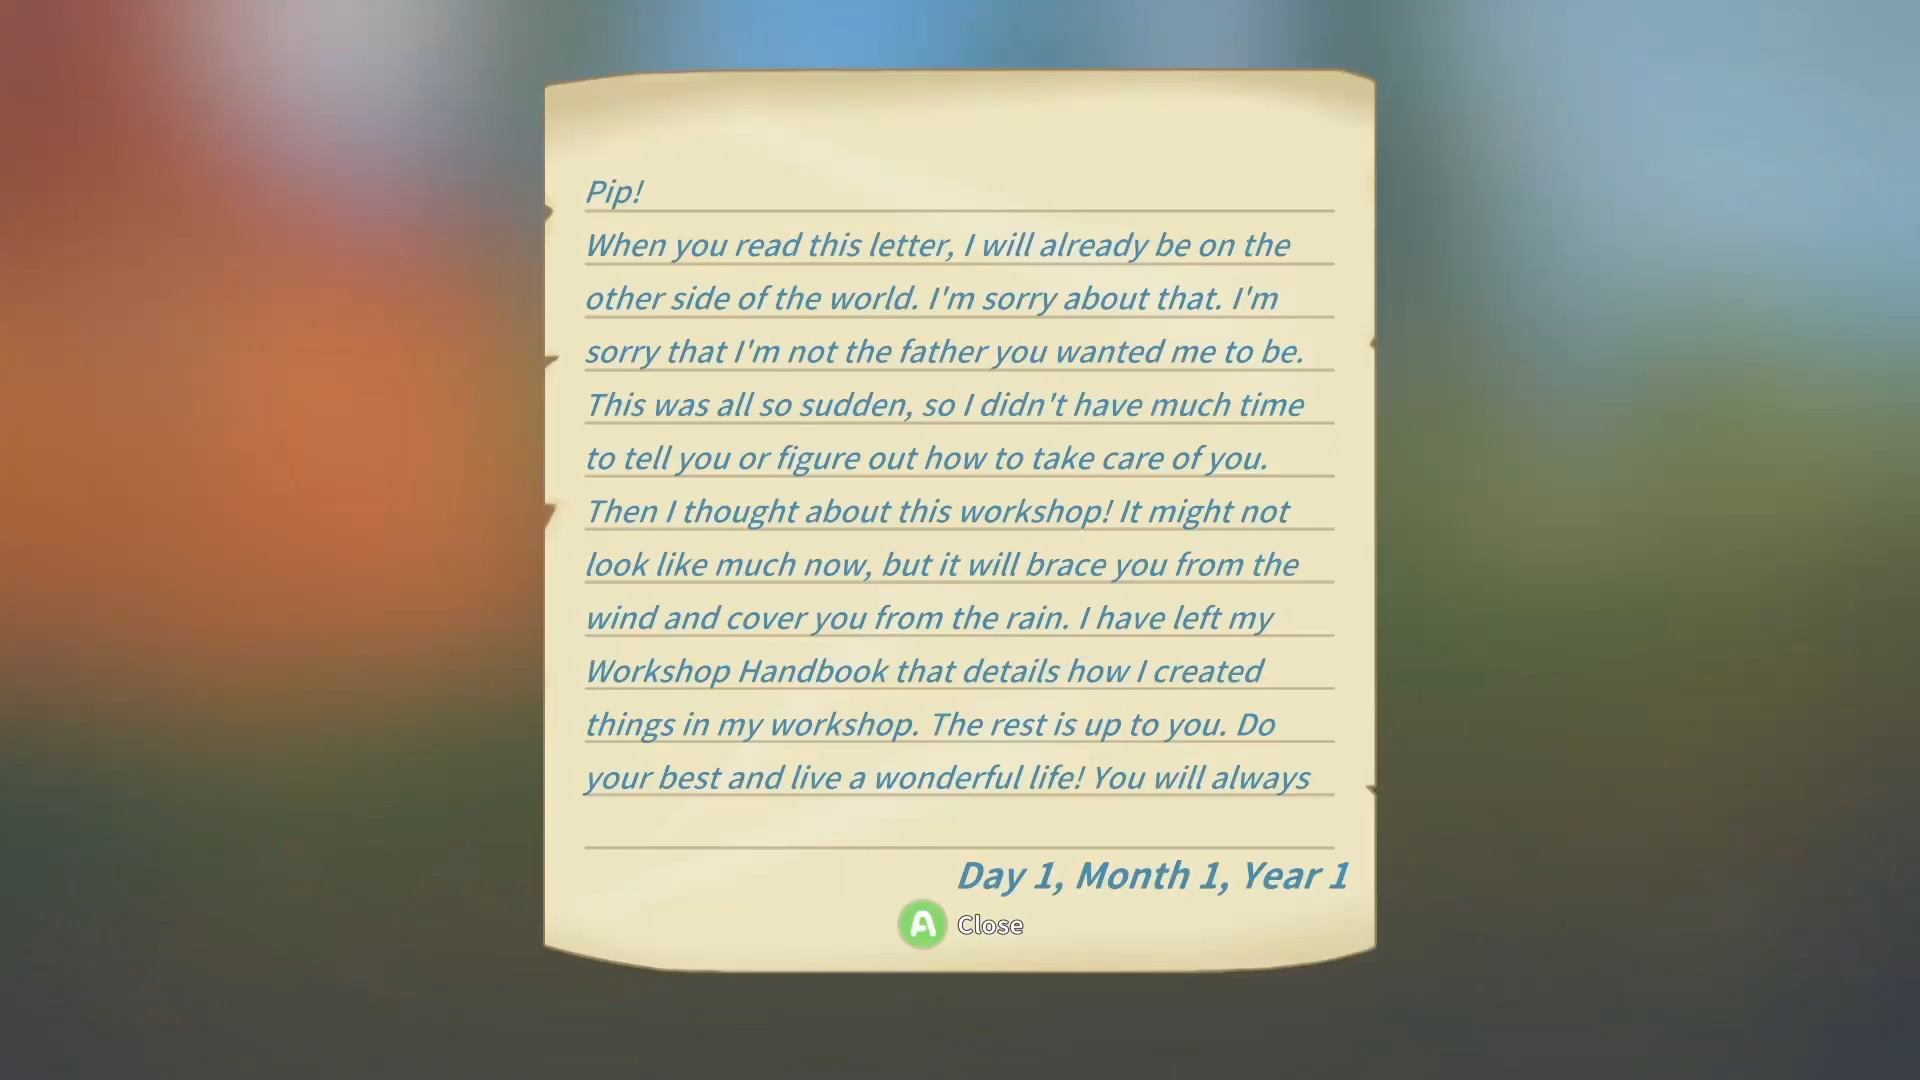 Pip!
When you read this letter, I will already be on the
other side of the world. I'm sorry about that. I'm
sorry that I'm not the father you wanted me to be.
This was all so sudden, so I didn't have much time
to tell you or figure out how to take care of you.
Then I thought about this workshop! It might not
look like much now, but it will brace you from the
wind and cover you from the rain. I have left my
Workshop Handbook that details how I created
things in my workshop. The rest is up to you. Do
your best and live a wonderful life! You will always
Day 1, Month 1, Year 1
A Close